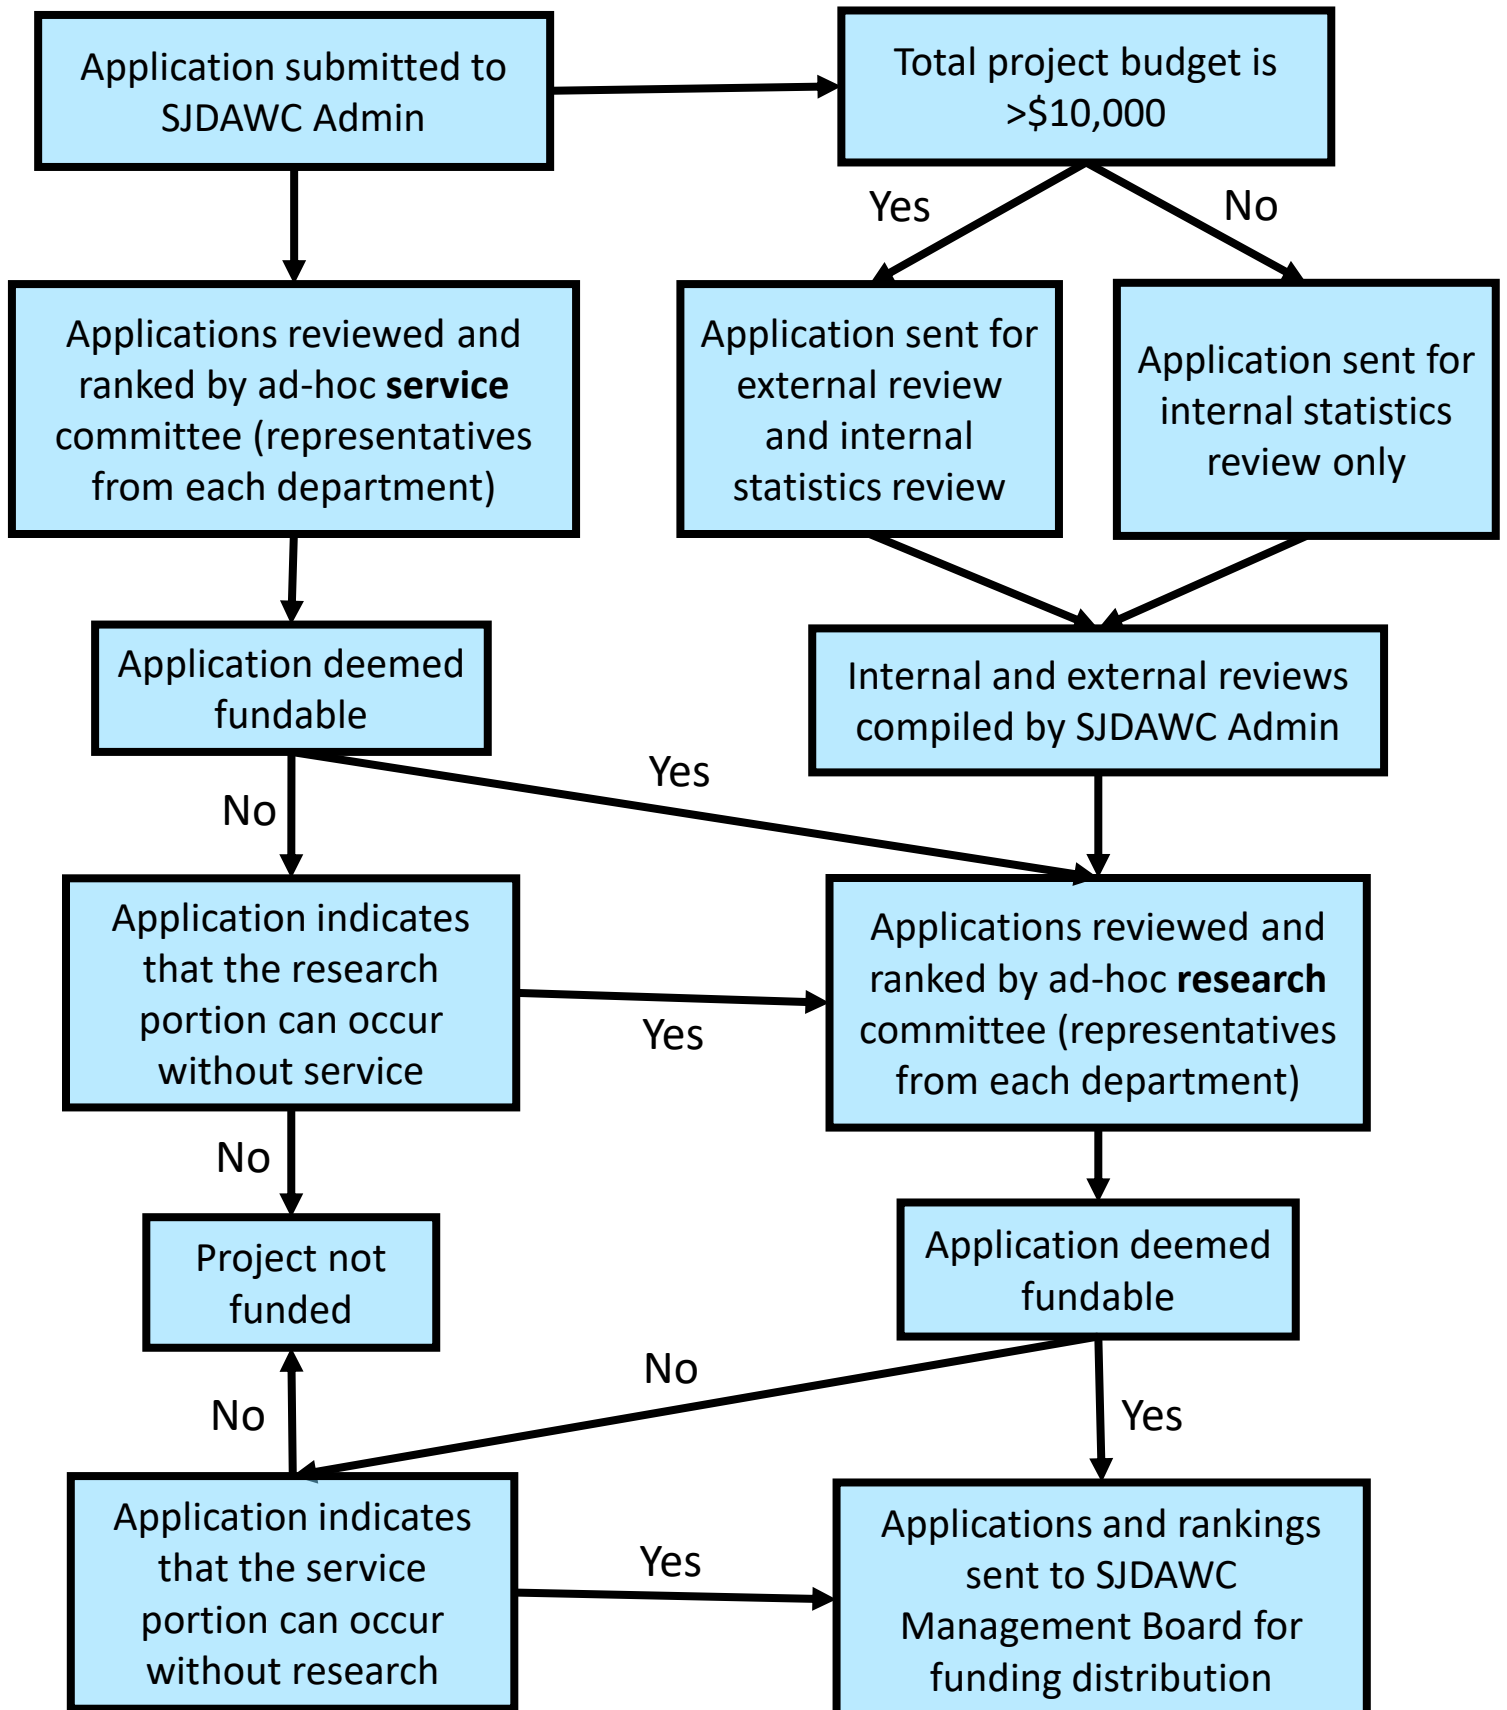 Application submitted to
SJDAWC Admin
Total project budget is
>$10,000
Yes
No
Applications reviewed and
ranked by ad-hoc service
committee (representatives
from each department)
Application sent for
external review
and internal
statistics review
Application sent for
internal statistics
review only
Application deemed
fundable
Internal and external reviews
compiled by SJDAWC Admin
Yes
No
Application indicates
that the research
portion can occur
without service
Yes
Applications reviewed and
ranked by ad-hoc research
committee (representatives
from each department)
No
Project not
funded
Application deemed
fundable
No
No
Yes
Application indicates
that the service
portion can occur
without research
Yes
Applications and rankings
sent to SJDAWC
Management Board for
funding distribution